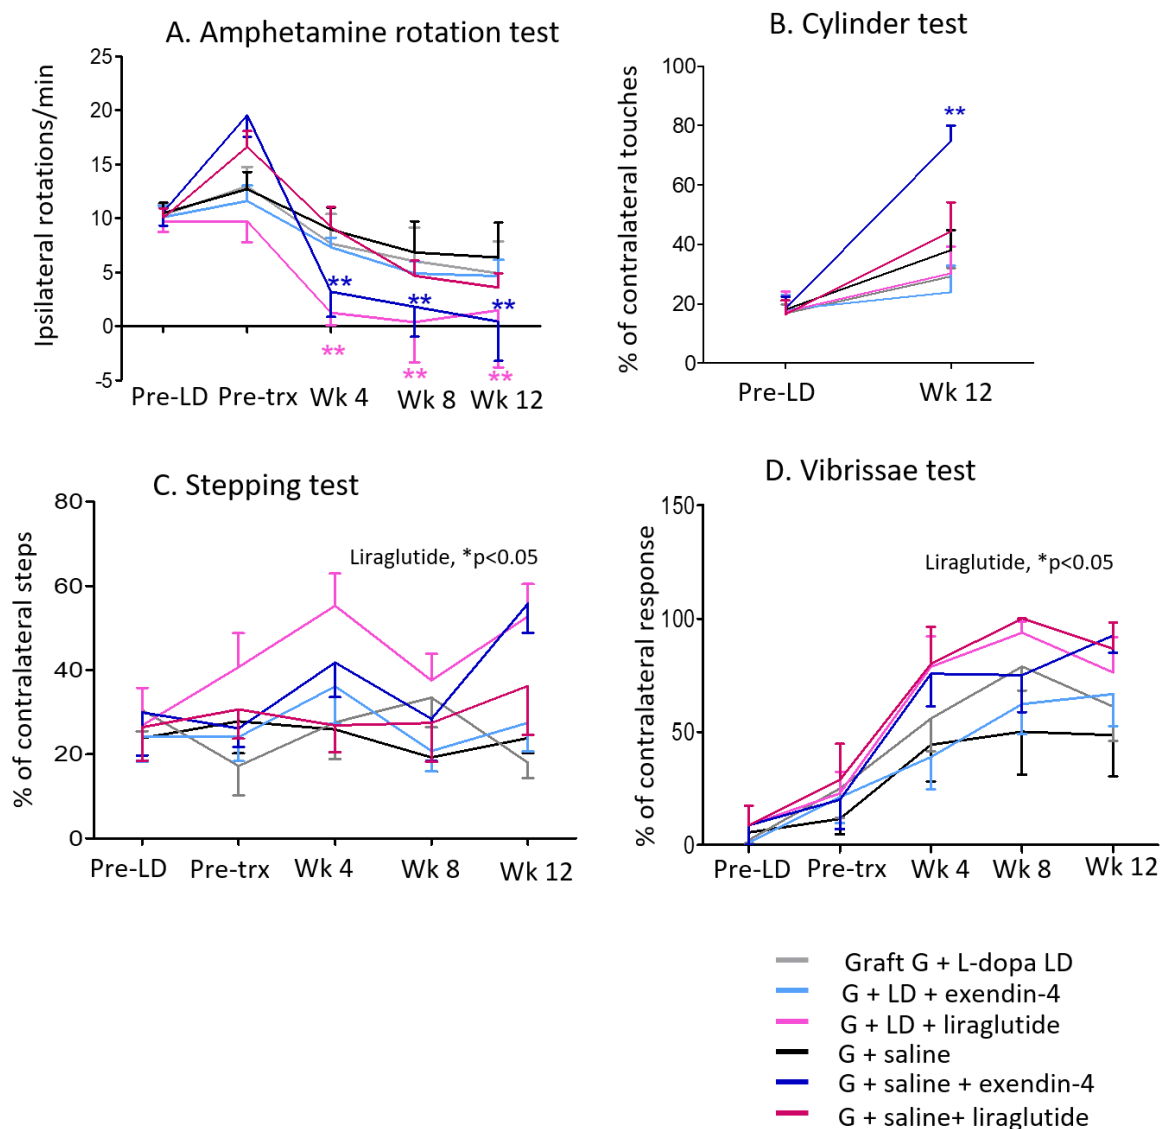 A. Amphetamine rotation test
Ipsilateral rotations/min
25
20
15
10
5
0
-5
**
**
**
**
**
**
Pre-LD Pre-trx Wk 4 Wk 8 Wk 12
B. Cylinder test
% of contralateral touches
100
80
60
40
20
0
**
Pre-LD Wk 12
C. Stepping test
% of contralateral steps
80
60
40
20
0
Liraglutide, *p<0.05
Pre-LD Pre-trx Wk 4 Wk 8 Wk 12
D. Vibrissae test
% of contralateral response
150
100
50
0
Liraglutide, *p<0.05
Pre-LD Pre-trx Wk 4 Wk 8 Wk 12
Graft G + L-dopa LD
G + LD + exendin-4
G + LD + liraglutide
G + saline
G + saline + exendin-4
G + saline+ liraglutide